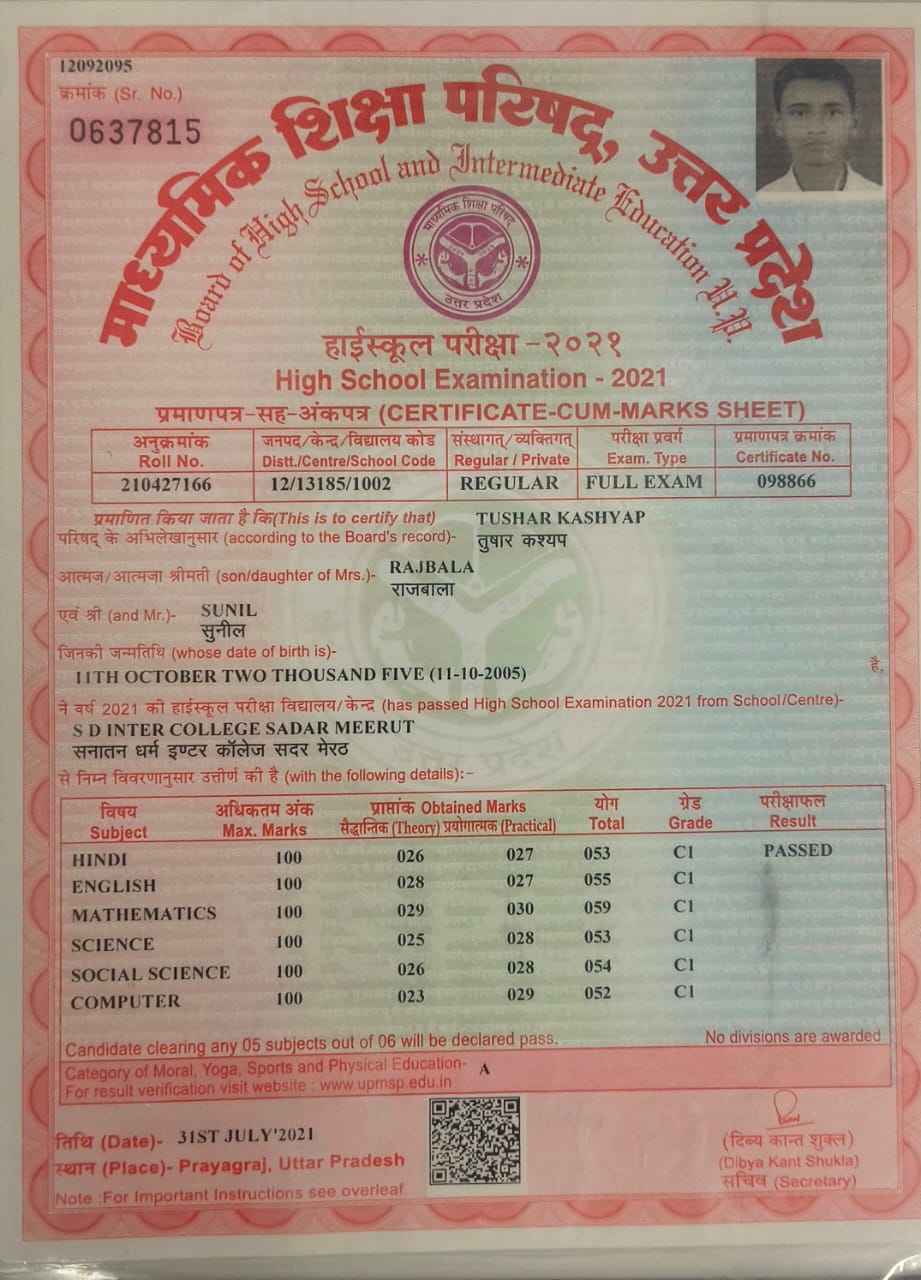 12092095
क्रमांक (Sr. No.)
0637815
माध्यमिक शिक्षा परिषद्, उत्तर प्रदेश
Board of High School and Intermediate Education U.P.
माध्यमिक शिक्षा परिषद्
उत्तर प्रदेश
हाईस्कूल परीक्षा -२०२१
High School Examination - 2021
प्रमाणपत्र-सह-अंकपत्र (CERTIFICATE-CUM-MARKS SHEET)
अनुक्रमांक जनपद/केन्द्र/विद्यालय कोड संस्थागत्/व्यक्तिगत् परीक्षा प्रवर्ग प्रमाणपत्र क्रमांक
Roll No. Distt./Centre/School Code Regular / Private Exam. Type Certificate No.
210427166 12/13185/1002 REGULAR FULL EXAM 098866
प्रमाणित किया जाता है कि(This is to certify that) TUSHAR KASHYAP
परिषद् के अभिलेखानुसार (according to the Board's record)- तुषार कश्यप
आत्मज/आत्मजा श्रीमती (son/daughter of Mrs.)- RAJBALA
राजबाला
एवं श्री (and Mr.)- SUNIL
सुनील
जिनकी जन्मतिथि (whose date of birth is)-
11TH OCTOBER TWO THOUSAND FIVE (11-10-2005) है,
ने वर्ष 2021 की हाईस्कूल परीक्षा विद्यालय/केन्द्र (has passed High School Examination 2021 from School/Centre)-
S D INTER COLLEGE SADAR MEERUT
सनातन धर्म इण्टर कॉलेज सदर मेरठ
से निम्न विवरणानुसार उत्तीर्ण की है (with the following details):-
विषय अधिकतम अंक प्राप्तांक Obtained Marks योग ग्रेड परीक्षाफल
Subject Max. Marks सैद्धान्तिक (Theory) प्रयोगात्मक (Practical) Total Grade Result
HINDI 100 026 027 053 C1 PASSED
ENGLISH 100 028 027 055 C1
MATHEMATICS 100 029 030 059 C1
SCIENCE 100 025 028 053 C1
SOCIAL SCIENCE 100 026 028 054 C1
COMPUTER 100 023 029 052 C1
Candidate clearing any 05 subjects out of 06 will be declared pass. No divisions are awarded
Category of Moral, Yoga, Sports and Physical Education- A
For result verification visit website : www.upmsp.edu.in
तिथि (Date)- 31ST JULY'2021
स्थान (Place)- Prayagraj, Uttar Pradesh
Note :For Important Instructions see overleaf
(दिव्य कान्त शुक्ल)
(Dibya Kant Shukla)
सचिव (Secretary)